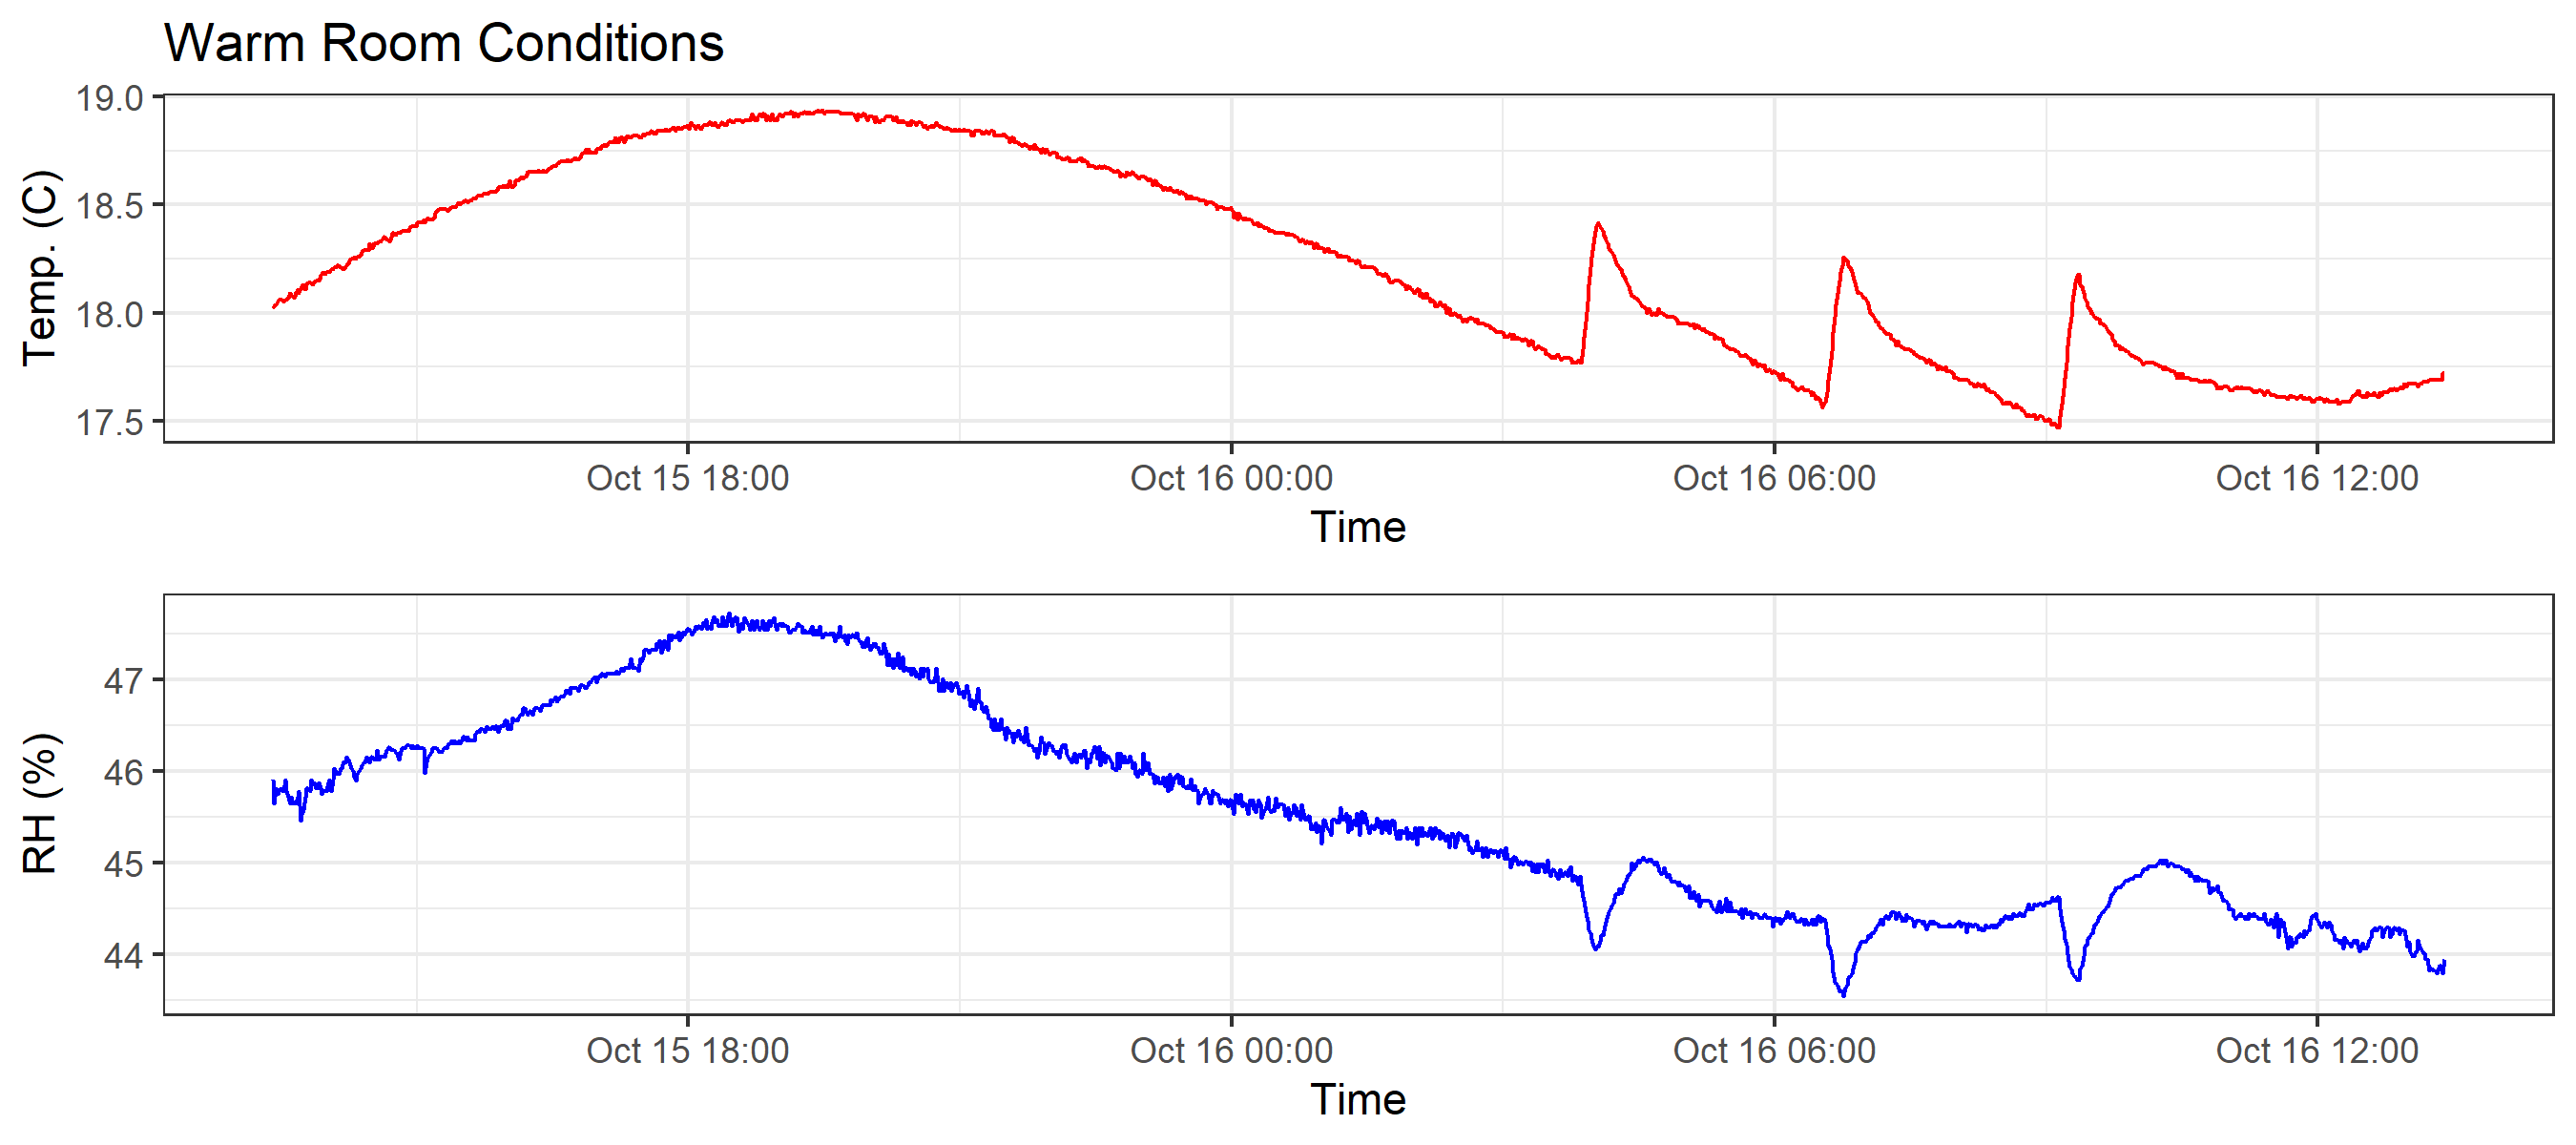 Warm Room Conditions
19.0
18.5
18.0
17.5
Temp. (C)
Oct 15 18:00 Oct 16 00:00 Oct 16 06:00 Oct 16 12:00
Time
47
46
45
44
RH (%)
Oct 15 18:00 Oct 16 00:00 Oct 16 06:00 Oct 16 12:00
Time